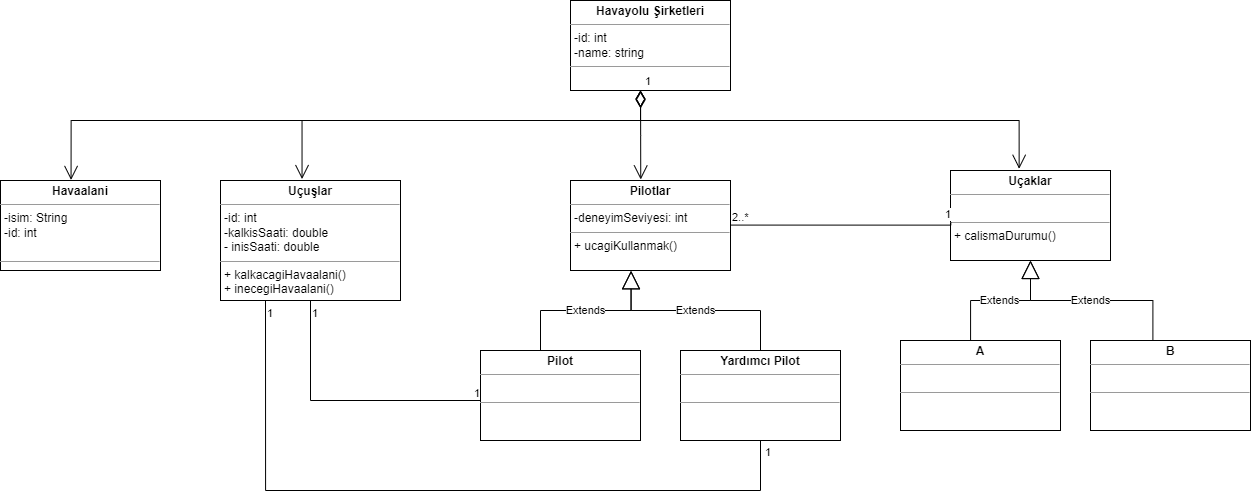 Havayolu Şirketleri
-id: int
-name: string
1
Havaalani
-isim: String
-id: int
Uçuşlar
-id: int
-kalkisSaati: double
- inisSaati: double
+ kalkacagiHavaalani()
+ inecegiHavaalani()
Pilotlar
-deneyimSeviyesi: int
+ ucagiKullanmak()
2..*
1
Uçaklar
+ calismaDurumu()
1
1
Extends
Extends
Extends
Extends
Pilot
Yardımcı Pilot
A
B
1
1